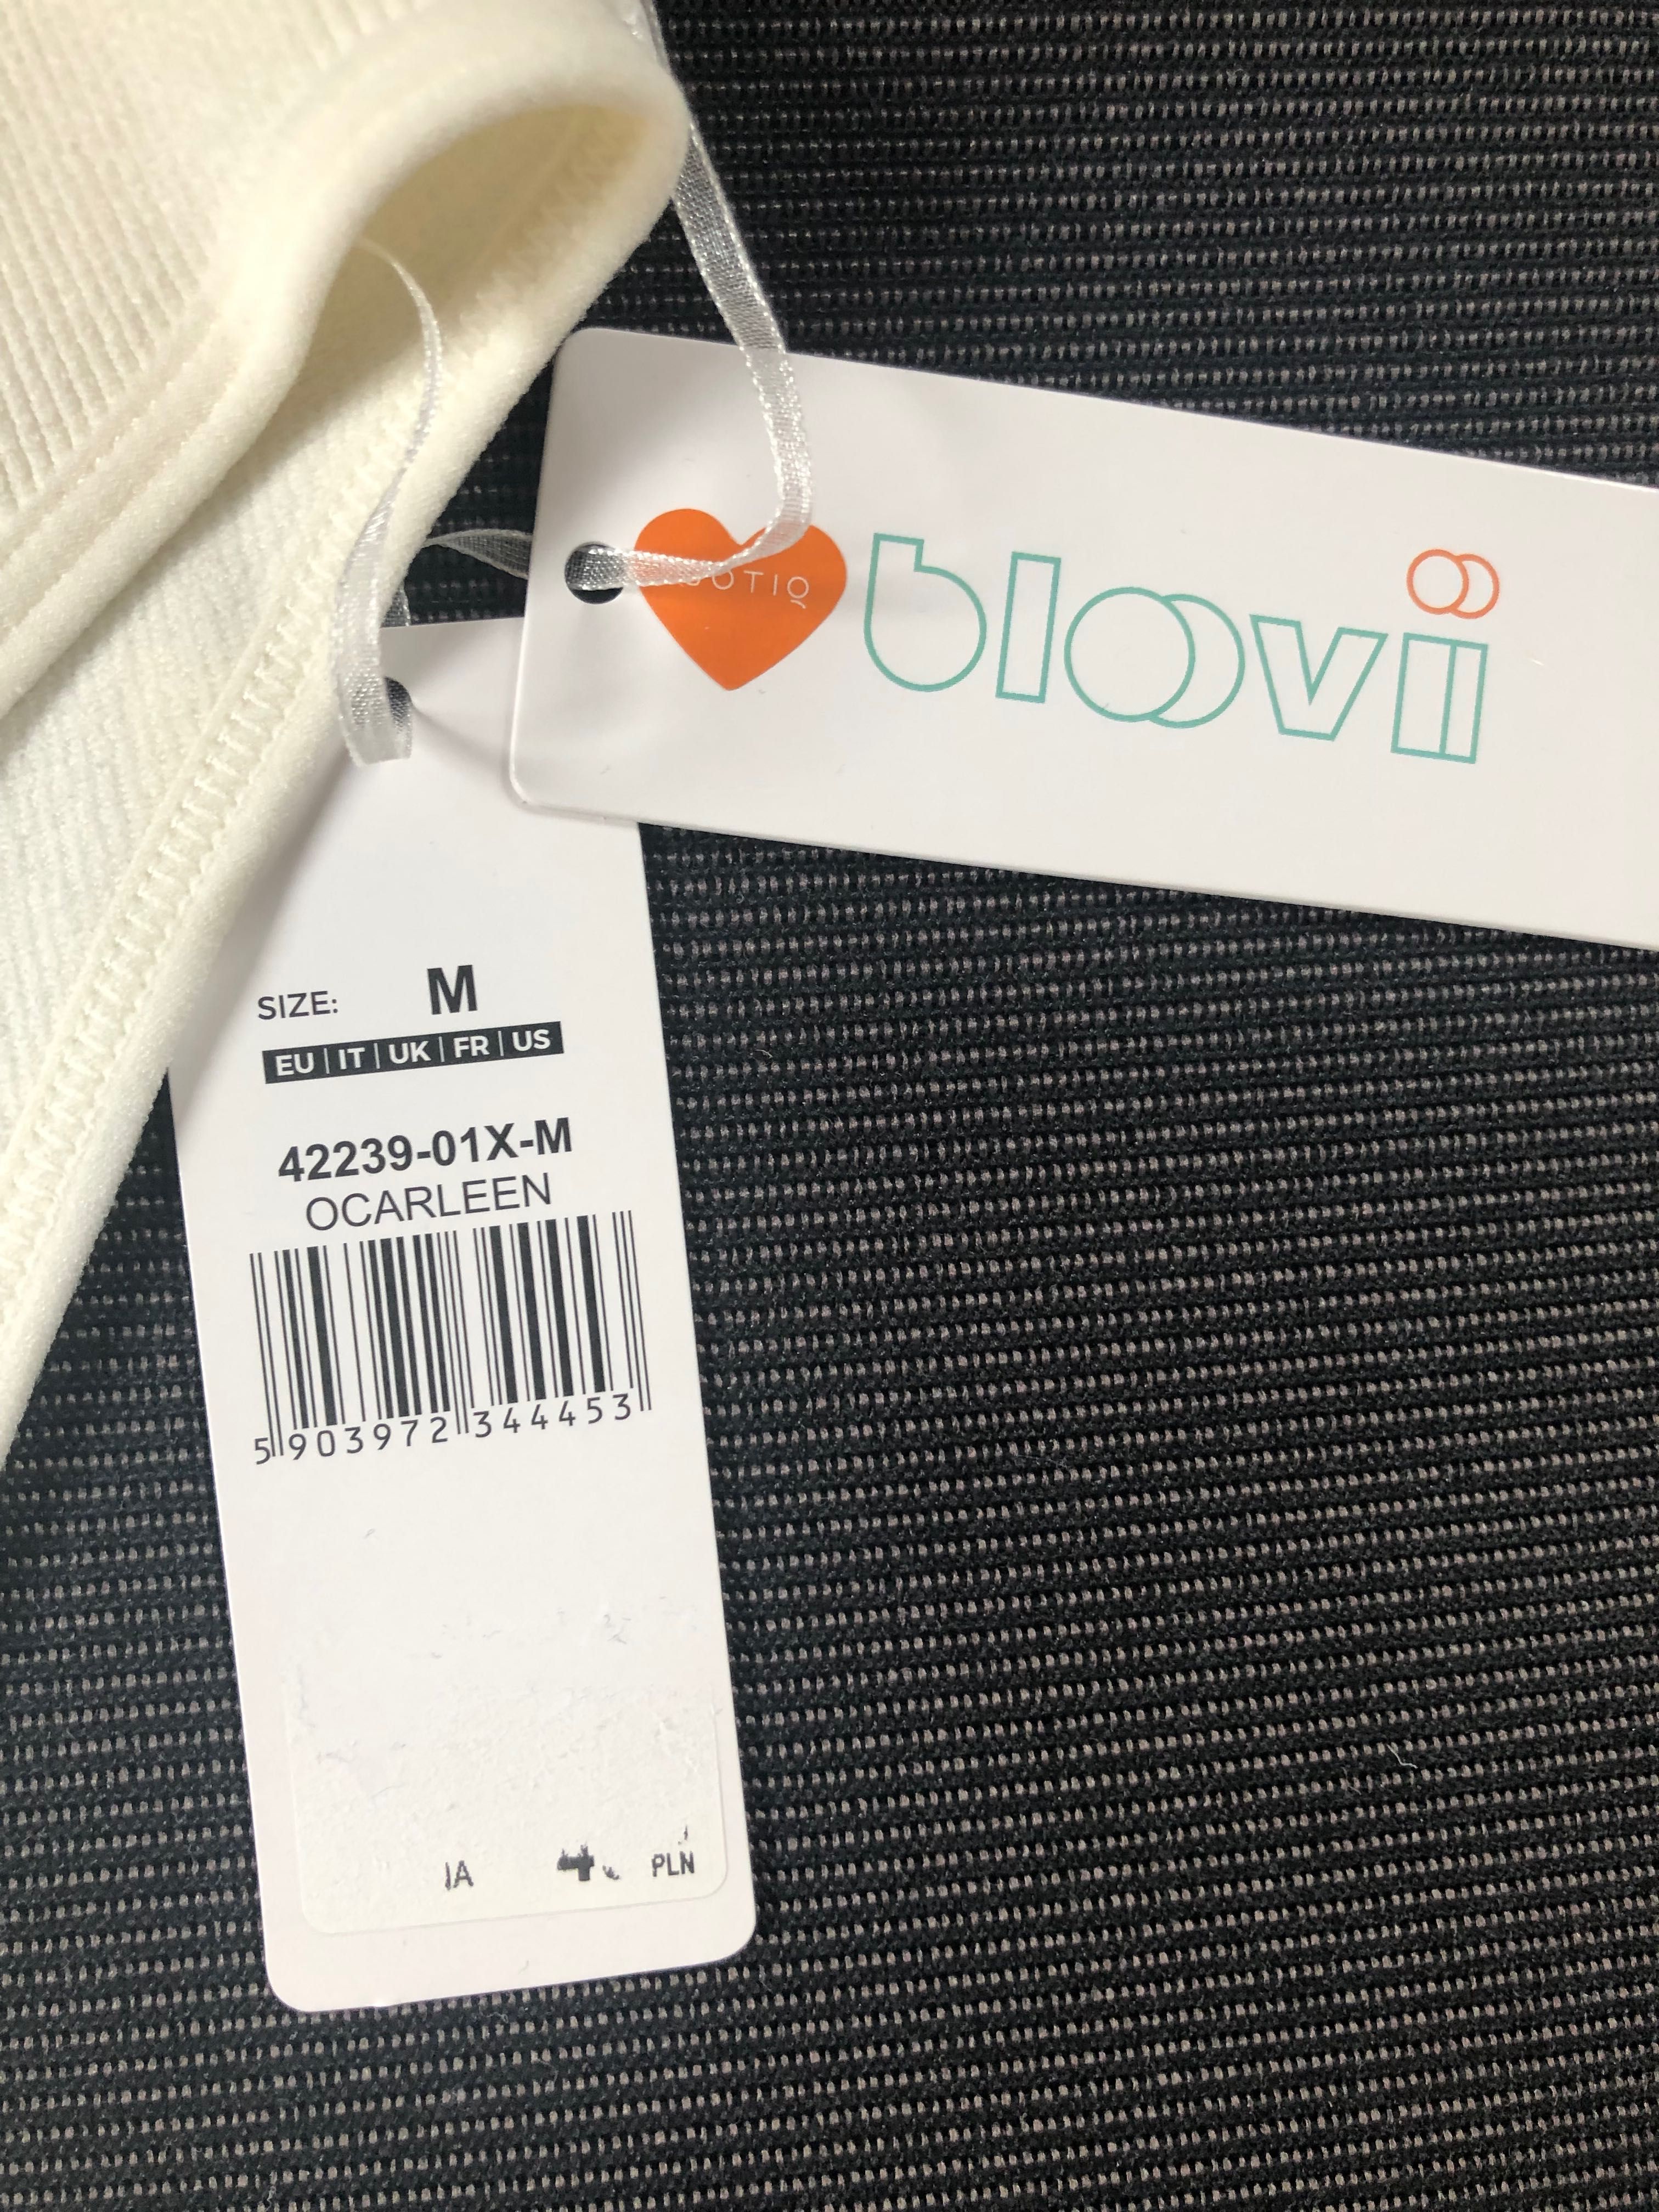 bloovi
SIZE: M
EU | IT | UK | FR | US
42239-01X-M
OCARLEEN
5 903972 344453
PLN